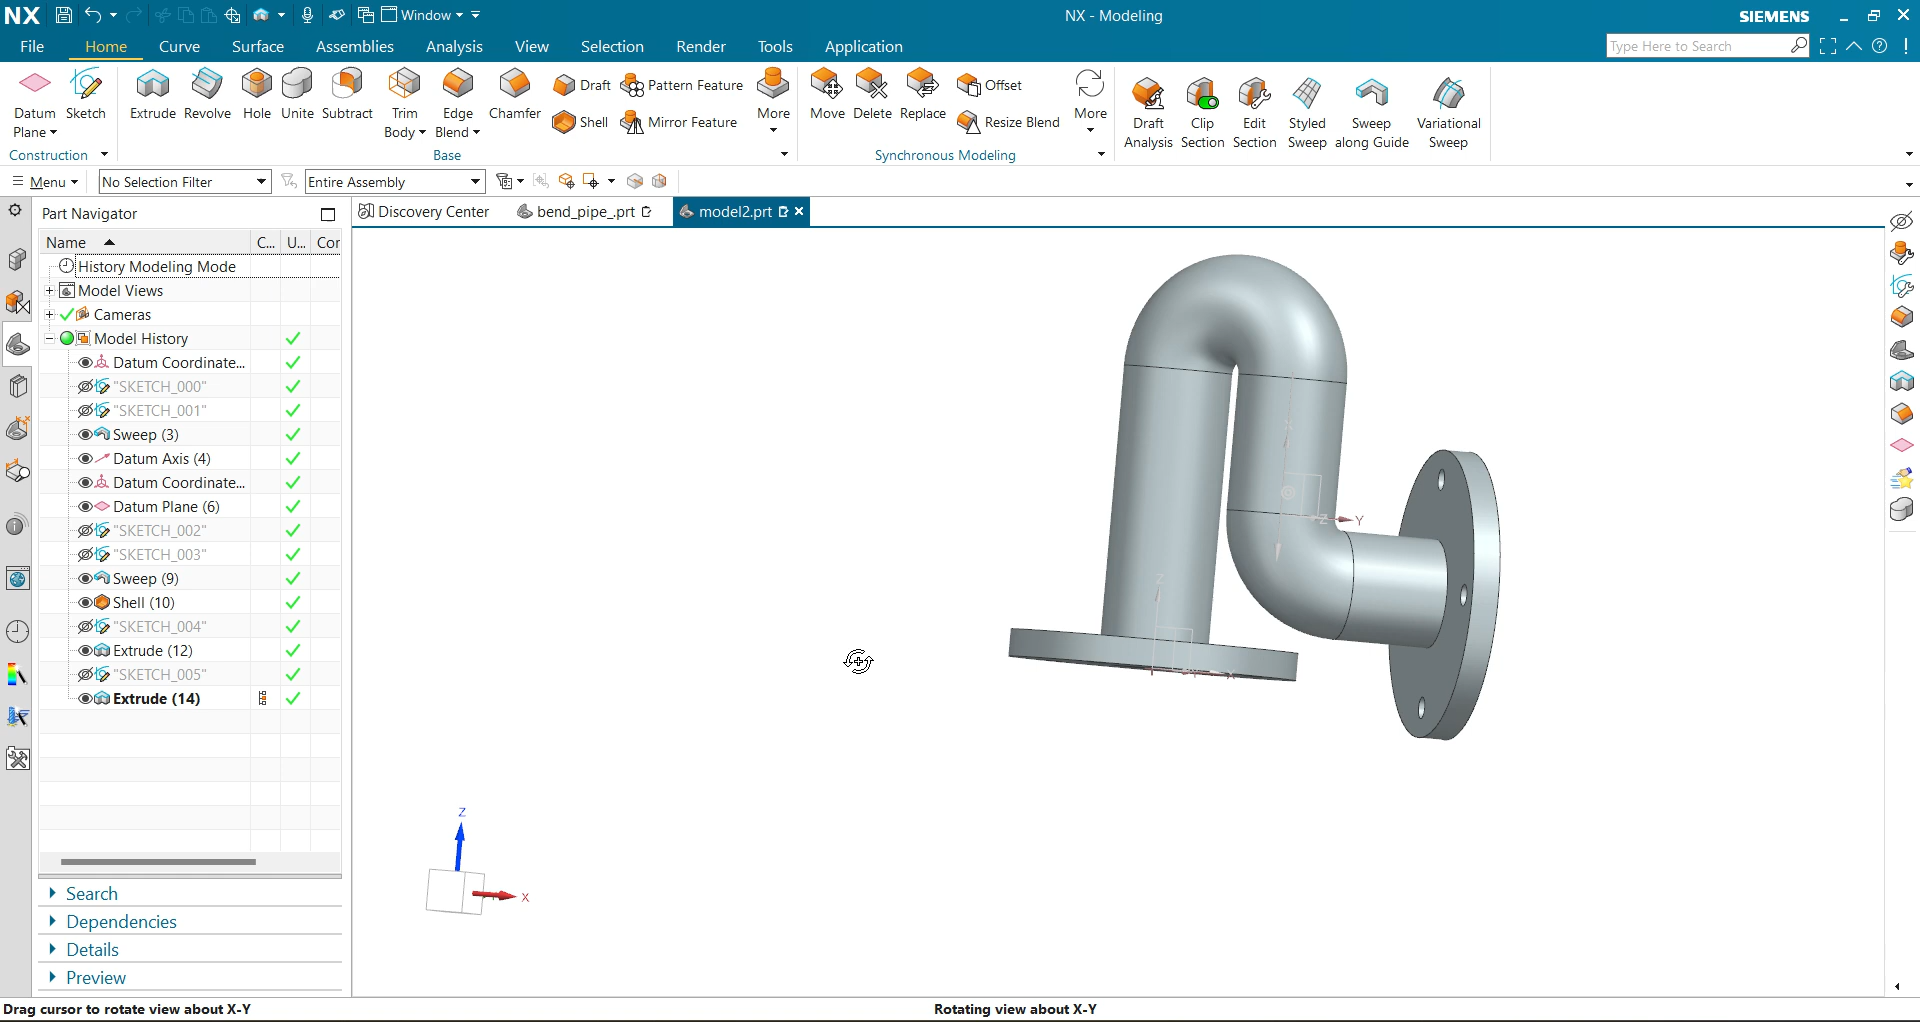 NX
Window
NX - Modeling
SIEMENS
File Home Curve Surface Assemblies Analysis View Selection Render Tools Application
Type Here to Search
Datum Plane
Sketch
Extrude
Revolve
Hole
Unite
Subtract
Trim Body
Edge Blend
Chamfer
Draft
Shell
Pattern Feature
Mirror Feature
More
Move
Delete
Replace
Offset
Resize Blend
More
Draft Analysis
Clip Section
Edit Section
Styled Sweep
Sweep along Guide
Variational Sweep
Construction
Base
Synchronous Modeling
Menu
No Selection Filter
Entire Assembly
Part Navigator
Discovery Center
bend_pipe_.prt
model2.prt
Name C... U... Cor
History Modeling Mode
Model Views
Cameras
Model History
Datum Coordinate...
"SKETCH_000"
"SKETCH_001"
Sweep (3)
Datum Axis (4)
Datum Coordinate...
Datum Plane (6)
"SKETCH_002"
"SKETCH_003"
Sweep (9)
Shell (10)
"SKETCH_004"
Extrude (12)
"SKETCH_005"
Extrude (14)
Search
Dependencies
Details
Preview
Z
Y
Z
Z
X
Drag cursor to rotate view about X-Y
Rotating view about X-Y